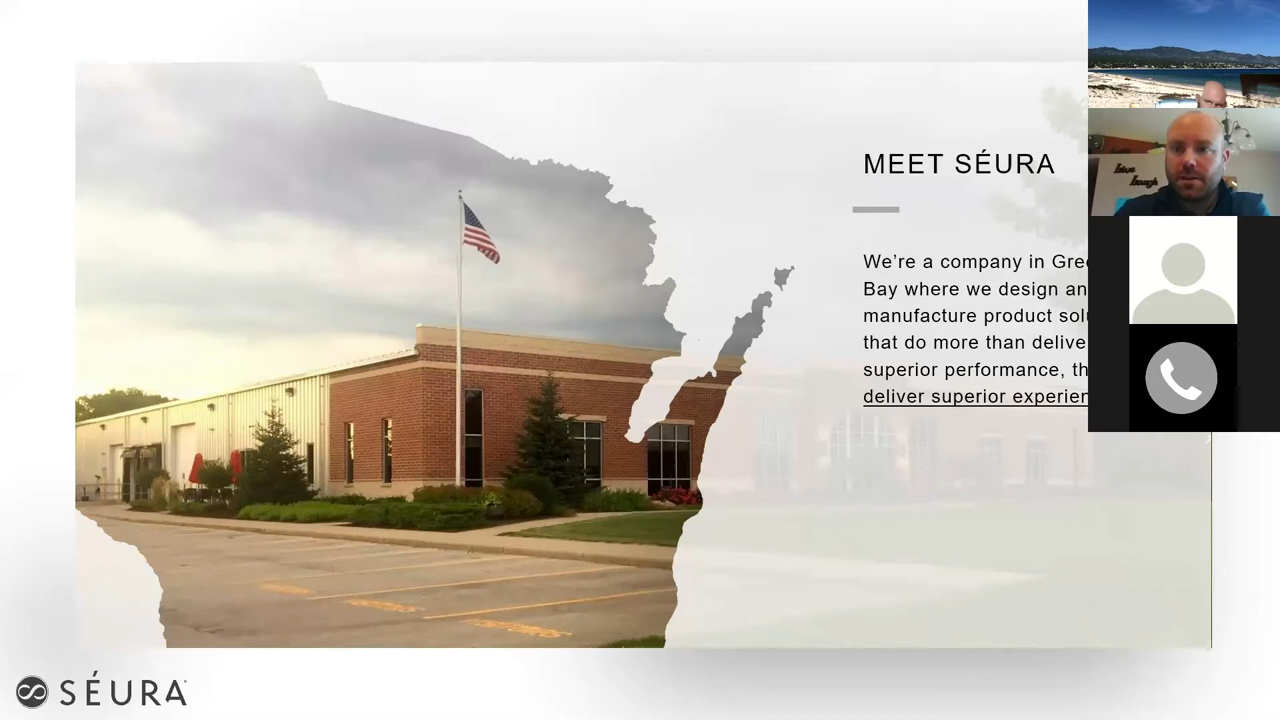 MEET SÉURA
We're a company in
Bay where we design
manufacture product
that do more than
superior performance,
deliver superior
SÉURA